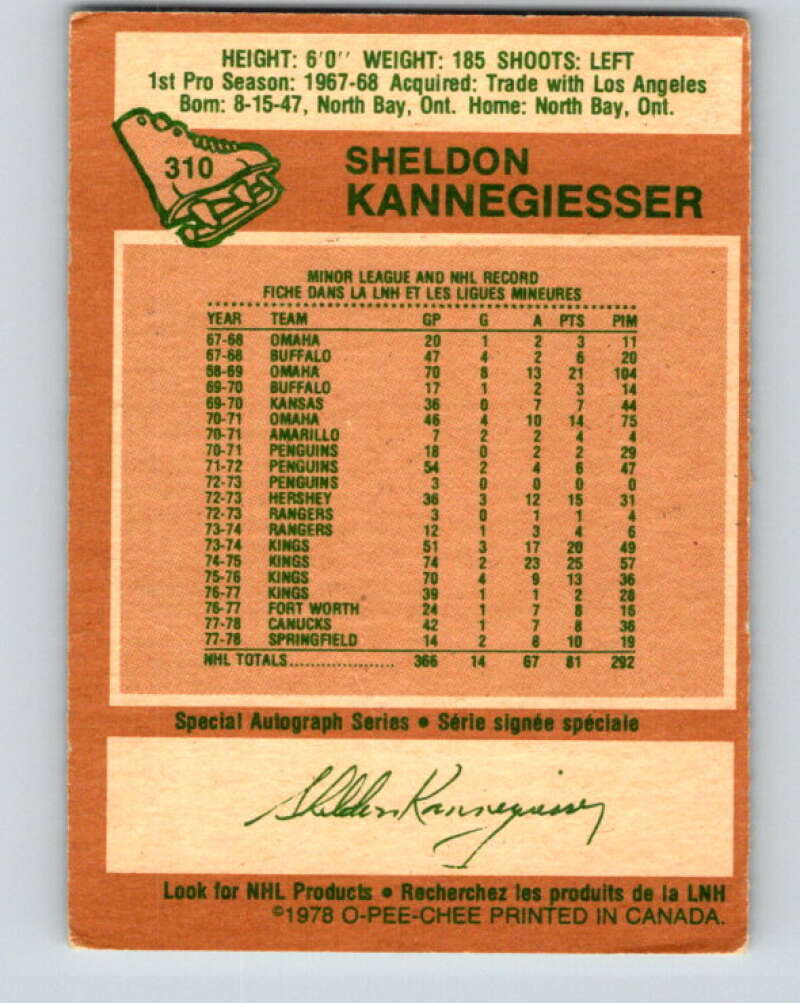 HEIGHT: 6'0'' WEIGHT: 185 SHOOTS: LEFT
1st Pro Season: 1967-68 Acquired: Trade with Los Angeles
Born: 8-15-47, North Bay, Ont. Home: North Bay, Ont.
310
SHELDON
KANNEGIESSER
MINOR LEAGUE AND NHL RECORD
FICHE DANS LA LNH ET LES LIGUES MINEURES
YEAR TEAM GP G A PTS PIM
67-68 OMAHA 20 1 2 3 11
67-68 BUFFALO 47 4 2 6 20
68-69 OMAHA 70 8 13 21 104
69-70 BUFFALO 17 1 2 3 14
69-70 KANSAS 36 0 7 7 44
70-71 OMAHA 46 4 10 14 75
70-71 AMARILLO 7 2 2 4 4
70-71 PENGUINS 18 0 2 2 29
71-72 PENGUINS 54 2 4 6 47
72-73 PENGUINS 3 0 0 0 0
72-73 HERSHEY 36 3 12 15 31
72-73 RANGERS 3 0 1 1 4
73-74 RANGERS 12 1 3 4 6
73-74 KINGS 51 3 17 20 49
74-75 KINGS 74 2 23 25 57
75-76 KINGS 70 4 9 13 36
76-77 KINGS 39 1 1 2 28
76-77 FORT WORTH 24 1 7 8 16
77-78 CANUCKS 42 1 7 8 36
77-78 SPRINGFIELD 14 2 8 10 19
NHL TOTALS..................... 366 14 67 81 292
Special Autograph Series • Série signée spéciale
Sheldon Kannegiesser
Look for NHL Products • Recherchez les produits de la LNH
©1978 O-PEE-CHEE PRINTED IN CANADA.